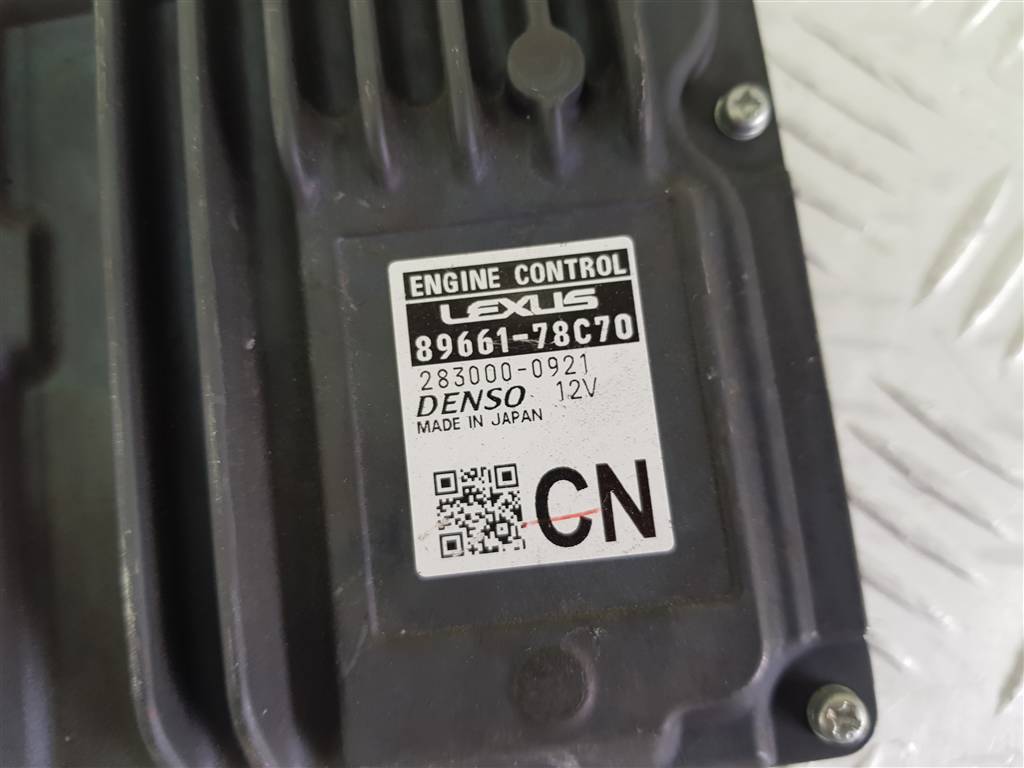 ENGINE CONTROL
LEXUS
89661-78C70
283000-0921
DENSO 12V
MADE IN JAPAN
CN